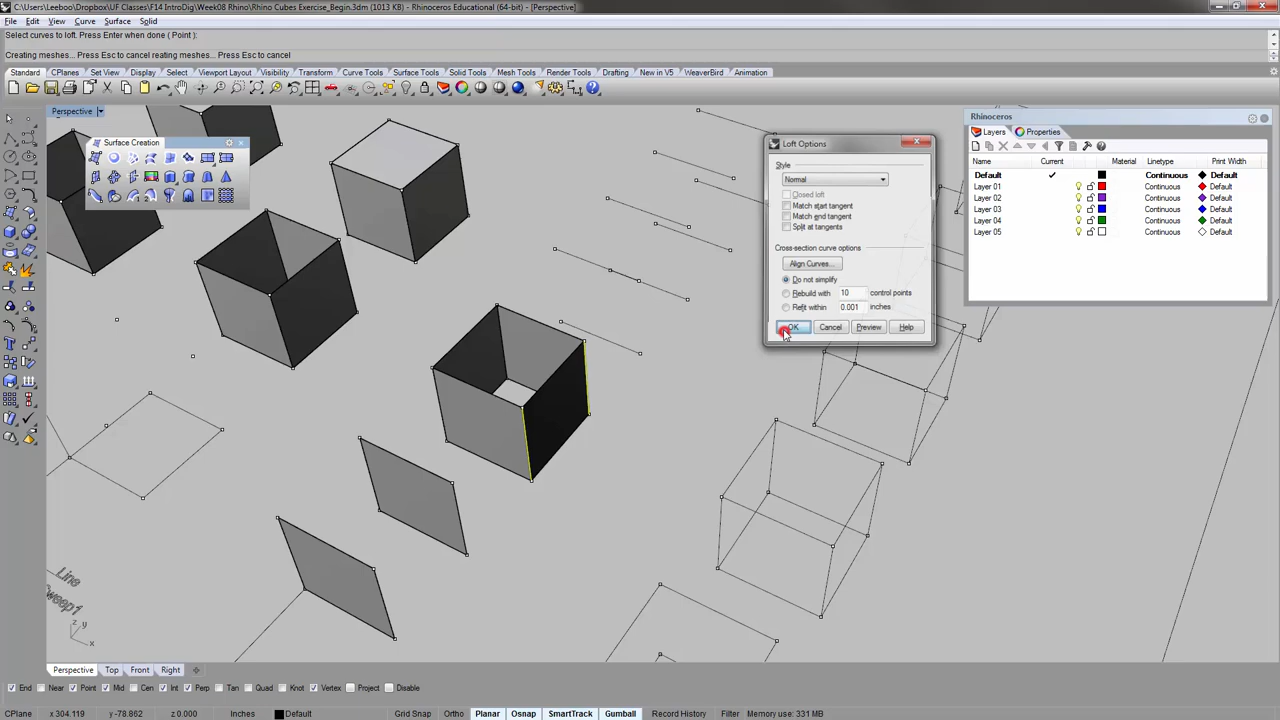 C:\Users\Leeboo\Dropbox\UF Classes\F14 IntroDig\Week08 Rhino\Rhino Cubes Exercise_Begin.3dm (1013 KB) - Rhinoceros Educational (64-bit) - [Perspective]
File Edit View Curve Surface Solid
Select curves to loft. Press Enter when done ( Point ):
Creating meshes... Press Esc to cancel reating meshes... Press Esc to cancel
Standard CPlanes Set View Display Select Viewport Layout Visibility Transform Curve Tools Surface Tools Solid Tools Mesh Tools Render Tools Drafting New in V5 WeaverBird Animation
Perspective
Surface Creation
Loft Options
Style
Normal
Closed loft
Match start tangent
Match end tangent
Split at tangents
Cross-section curve options
Align Curves...
Do not simplify
Rebuild with 10 control points
Refit within 0.001 inches
OK Cancel Preview Help
Rhinoceros
Layers Properties
Name Current Material Linetype Print Width
Default Continuous Default
Layer 01 Continuous Default
Layer 02 Continuous Default
Layer 03 Continuous Default
Layer 04 Continuous Default
Layer 05 Continuous Default
Line
Sweep1
z y
x
Perspective Top Front Right
End Near Point Mid Cen Int Perp Tan Quad Knot Vertex Project Disable
CPlane x 304.119 y -78.862 z 0.000 Inches Default Grid Snap Ortho Planar Osnap SmartTrack Gumball Record History Filter Memory use: 331 MB